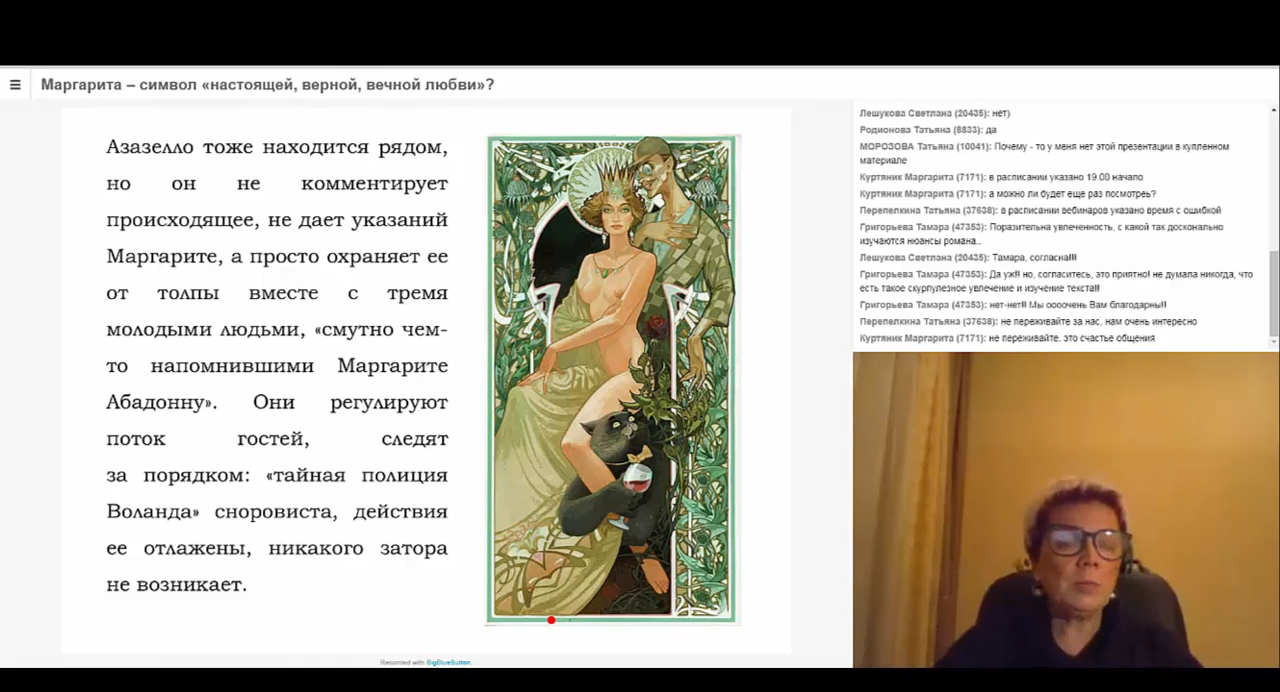 Маргарита – символ «настоящей, верной, вечной любви»?
Азазелло тоже находится рядом,
но он не комментирует
происходящее, не дает указаний
Маргарите, а просто охраняет ее
от толпы вместе с тремя
молодыми людьми, «смутно чем-
то напомнившими Маргарите
Абадонну». Они регулируют
поток гостей, следят
за порядком: «тайная полиция
Воланда» сноровиста, действия
ее отлажены, никакого затора
не возникает.
Лешукова Светлана (20435): нет)
Родионова Татьяна (8833): да
МОРОЗОВА Татьяна (10041): Почему - то у меня нет этой презентации в купленном
материале
Куртяник Маргарита (7171): в расписании указано 19.00 начало
Куртяник Маргарита (7171): а можно ли будет еще раз посмотреь?
Перепелкина Татьяна (37638): в расписании вебинаров указано время с ошибкой
Григорьева Тамара (47353): Поразительна увлеченность, с какой так досконально
изучаются нюансы романа..
Лешукова Светлана (20435): Тамара, согласна!!!
Григорьева Тамара (47353): Да уж!! но, согласитесь, это приятно! не думала никогда, что
есть такое скурпулезное увлечение и изучение текста!!!
Григорьева Тамара (47353): нет-нет!! Мы оооочень Вам благодарны!!
Перепелкина Татьяна (37638): не переживайте за нас, нам очень интересно
Куртяник Маргарита (7171): не переживайте, это счастье общения
Recorded with BigBlueButton.